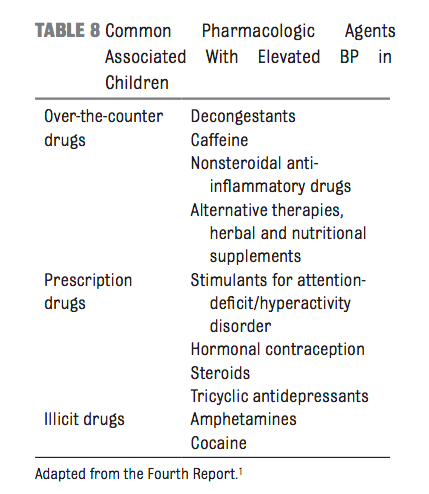 TABLE 8 Common Pharmacologic Agents
Associated With Elevated BP in
Children
Over-the-counter Decongestants
drugs Caffeine
Nonsteroidal anti-
inflammatory drugs
Alternative therapies,
herbal and nutritional
supplements
Prescription Stimulants for attention-
drugs deficit/hyperactivity
disorder
Hormonal contraception
Steroids
Tricyclic antidepressants
Illicit drugs Amphetamines
Cocaine
Adapted from the Fourth Report.1